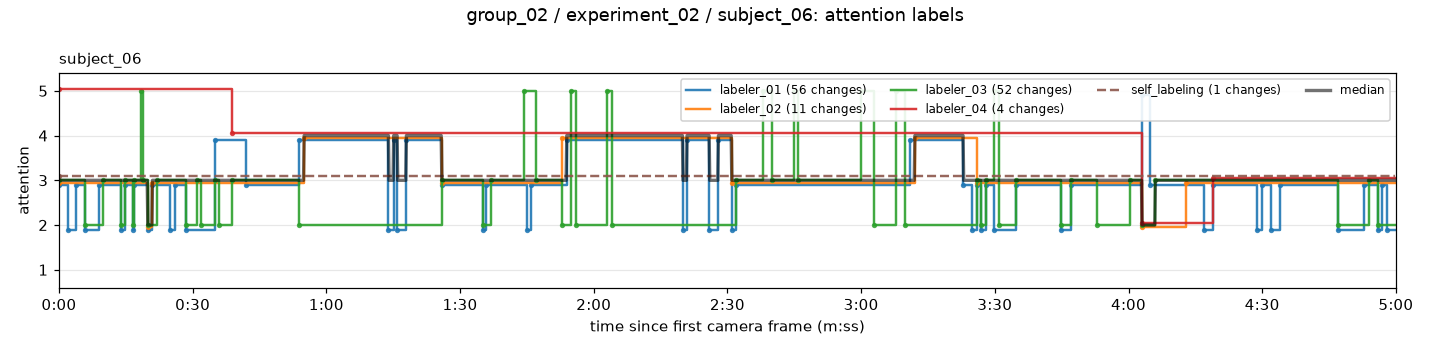 group_02 / experiment_02 / subject_06: attention labels
subject_06
labeler_01 (56 changes)
labeler_02 (11 changes)
labeler_03 (52 changes)
labeler_04 (4 changes)
self_labeling (1 changes)
median
attention
5
4
3
2
1
0:00 0:30 1:00 1:30 2:00 2:30 3:00 3:30 4:00 4:30 5:00
time since first camera frame (m:ss)